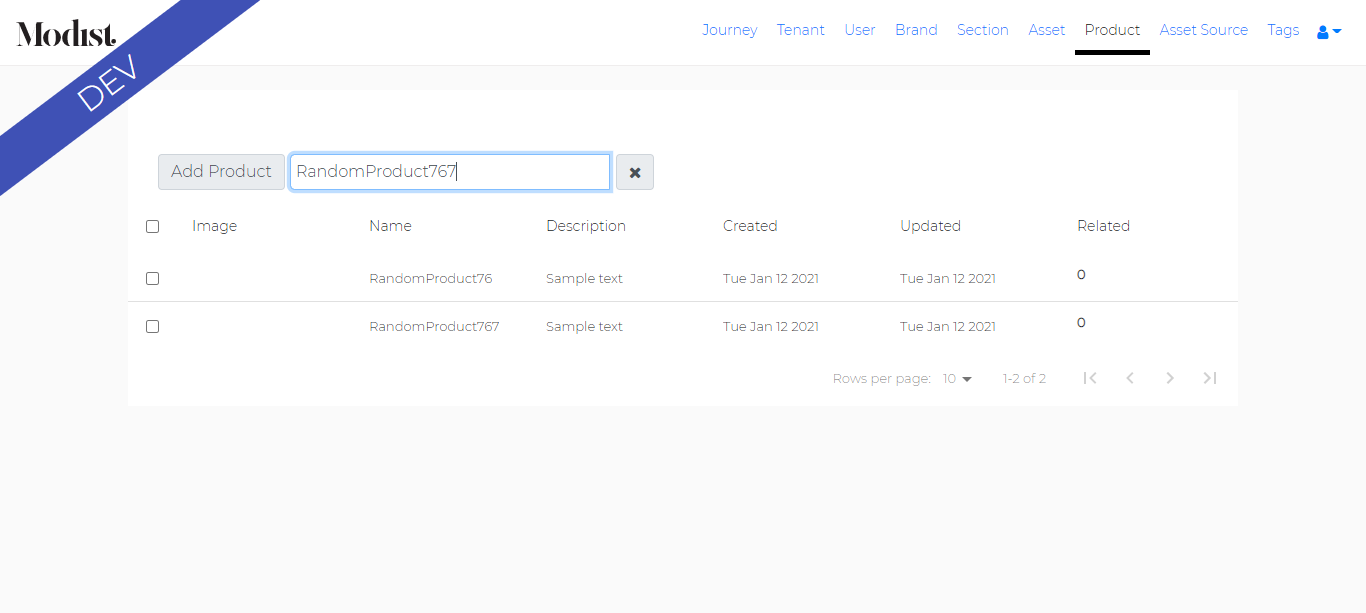 Modist.
Journey Tenant User Brand Section Asset Product Asset Source Tags
DEV
Add Product RandomProduct767
Image Name Description Created Updated Related
RandomProduct76 Sample text Tue Jan 12 2021 Tue Jan 12 2021 0
RandomProduct767 Sample text Tue Jan 12 2021 Tue Jan 12 2021 0
Rows per page: 10 1-2 of 2